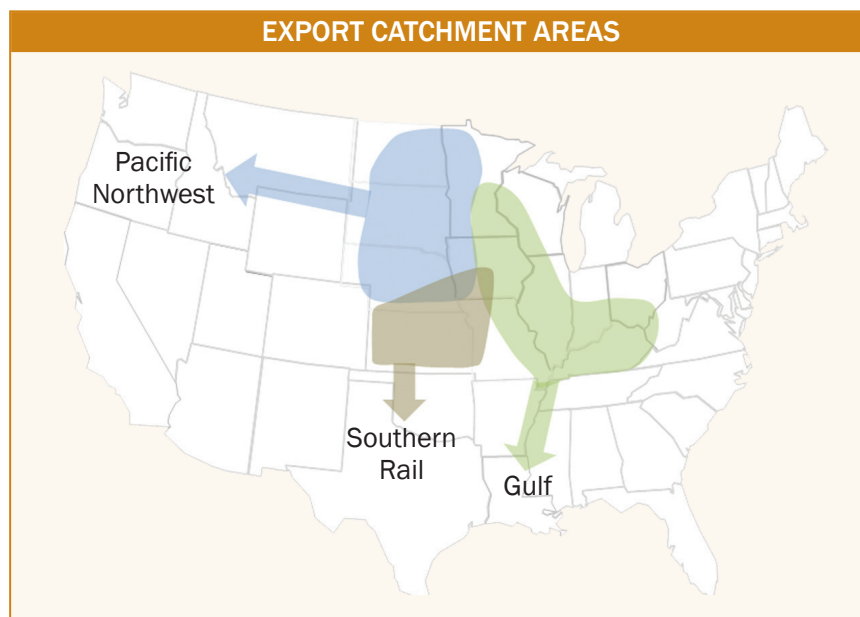 EXPORT CATCHMENT AREAS
Pacific
Northwest
Southern
Rail
Gulf